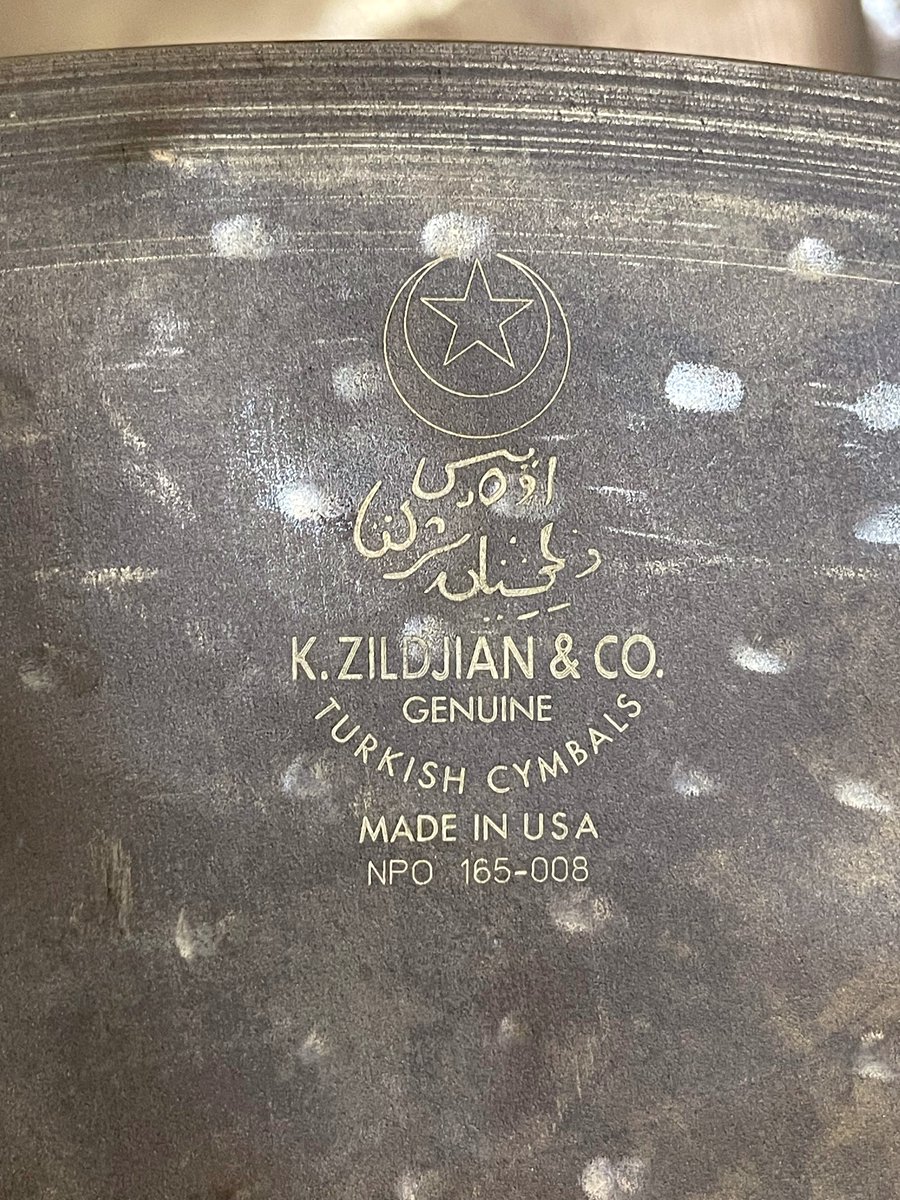 K. ZILDJIAN & CO.
GENUINE
TURKISH CYMBALS
MADE IN USA
NPO 165-008